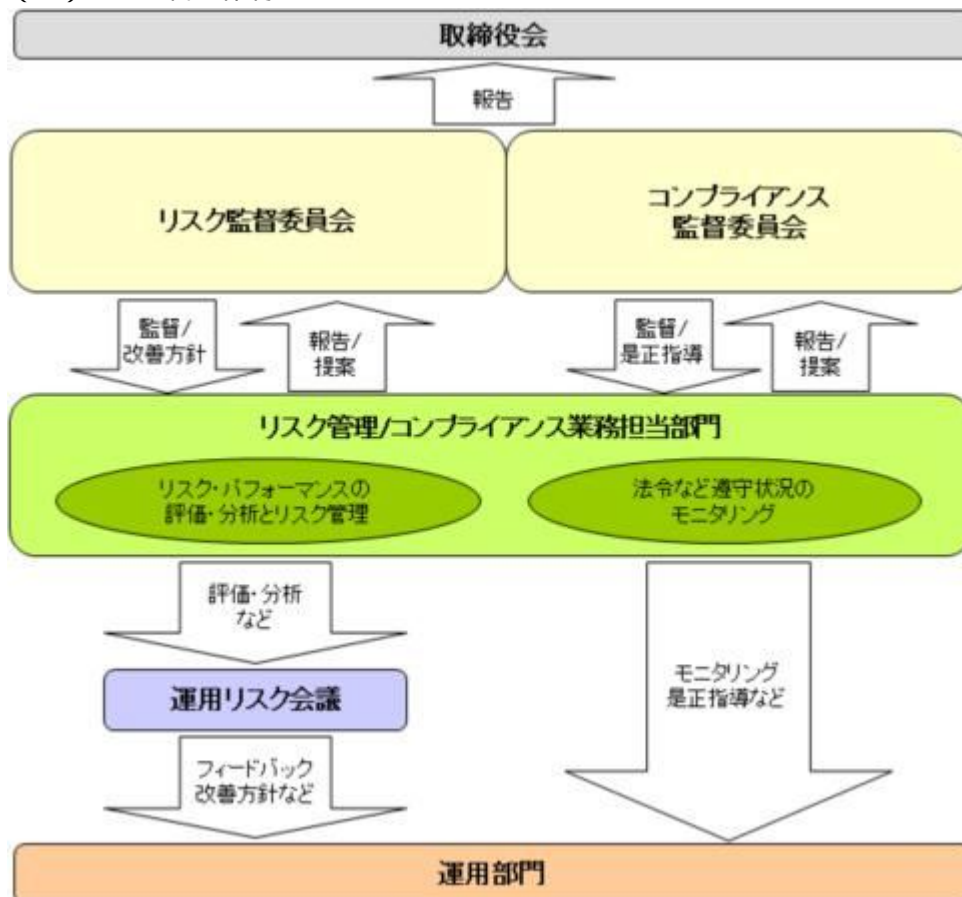 取締役会
報告
リスク監督委員会
コンプライアンス
監督委員会
監督/
改善方針
報告/
提案
監督/
是正指導
報告/
提案
リスク管理/コンプライアンス業務担当部門
リスク・パフォーマンスの
評価・分析とリスク管理
法令など遵守状況の
モニタリング
評価・分析
など
運用リスク会議
モニタリング
是正指導など
フィードバック
改善方針など
運用部門